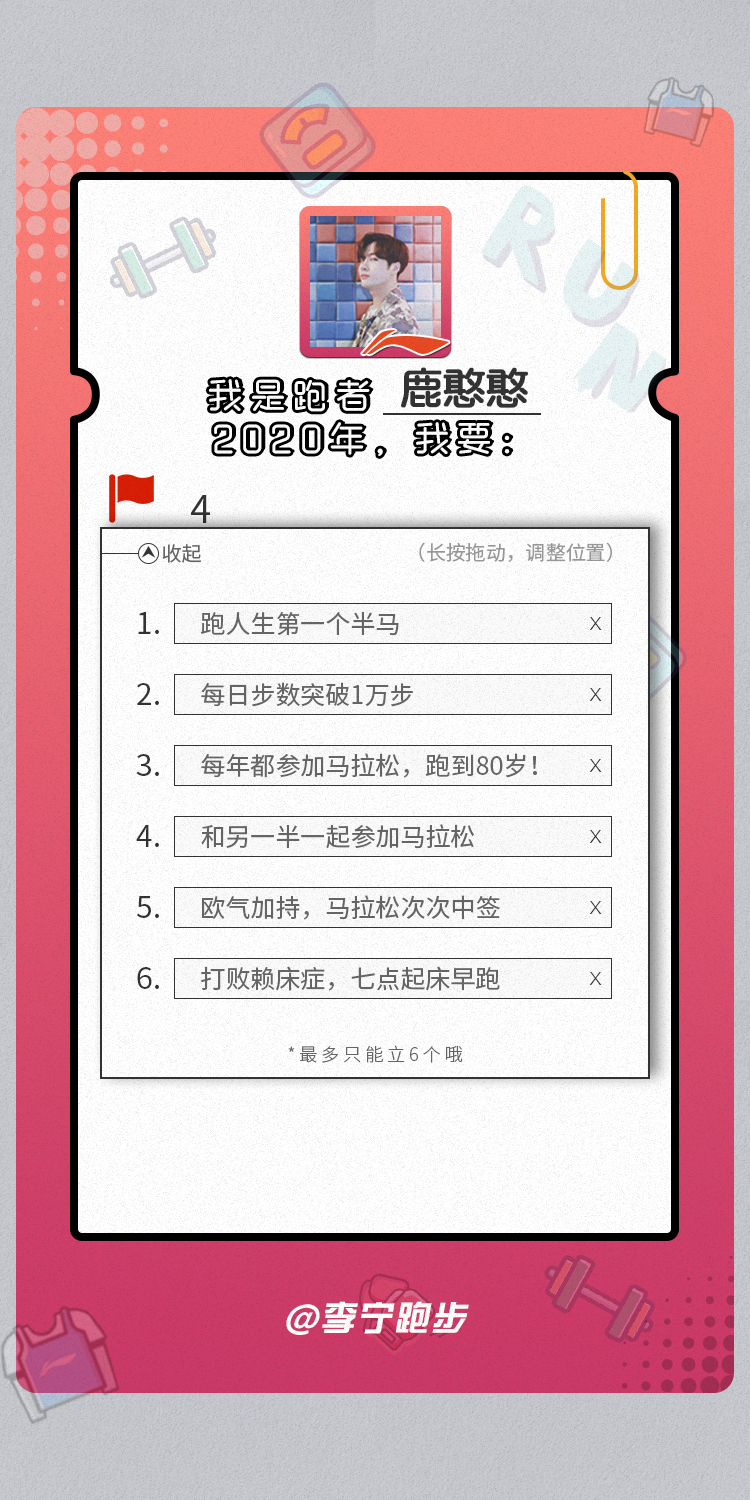 RUN
我是跑者 鹿憨憨
2020年，我要：
4
收起 （长按拖动，调整位置）
1. 跑人生第一个半马 X
2. 每日步数突破1万步 X
3. 每年都参加马拉松，跑到80岁！ X
4. 和另一半一起参加马拉松 X
5. 欧气加持，马拉松次次中签 X
6. 打败赖床症，七点起床早跑 X
*最多只能立6个哦
@李宁跑步